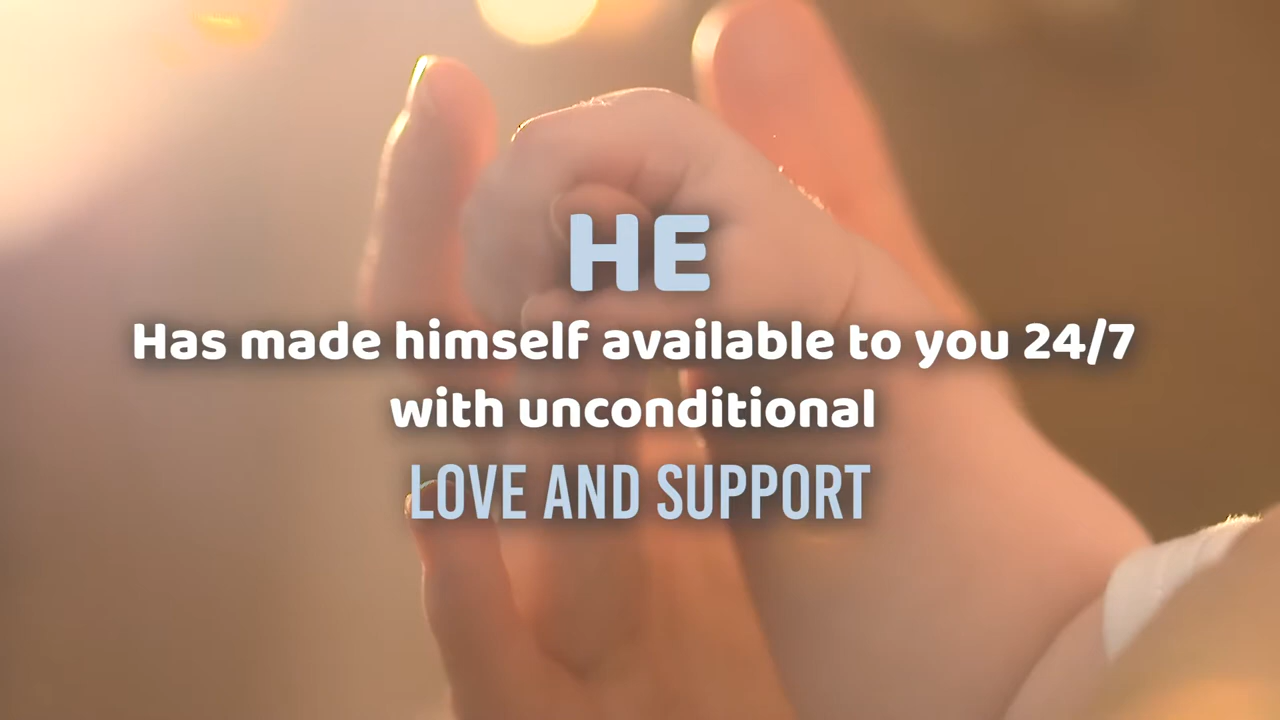 HE
Has made himself available to you 24/7
with unconditional
LOVE AND SUPPORT